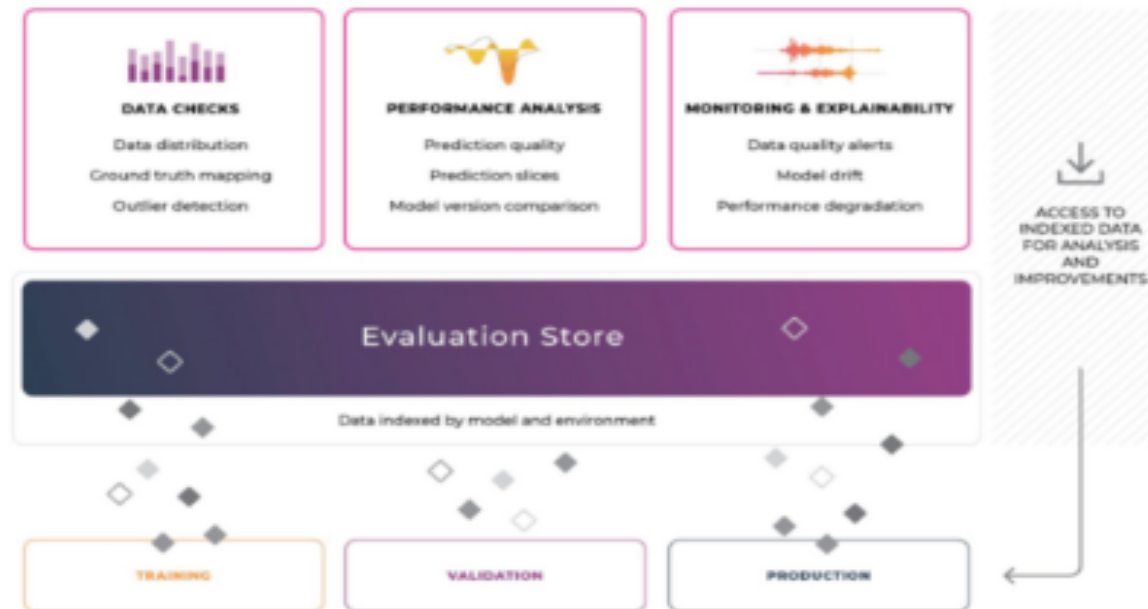 DATA CHECKS
Data distribution
Ground truth mapping
Outlier detection
PERFORMANCE ANALYSIS
Prediction quality
Prediction slices
Model version comparison
MONITORING & EXPLAINABILITY
Data quality alerts
Model drift
Performance degradation
ACCESS TO
INDEXED DATA
FOR ANALYSIS
AND
IMPROVEMENTS
Evaluation Store
Data indexed by model and environment
TRAINING
VALIDATION
PRODUCTION